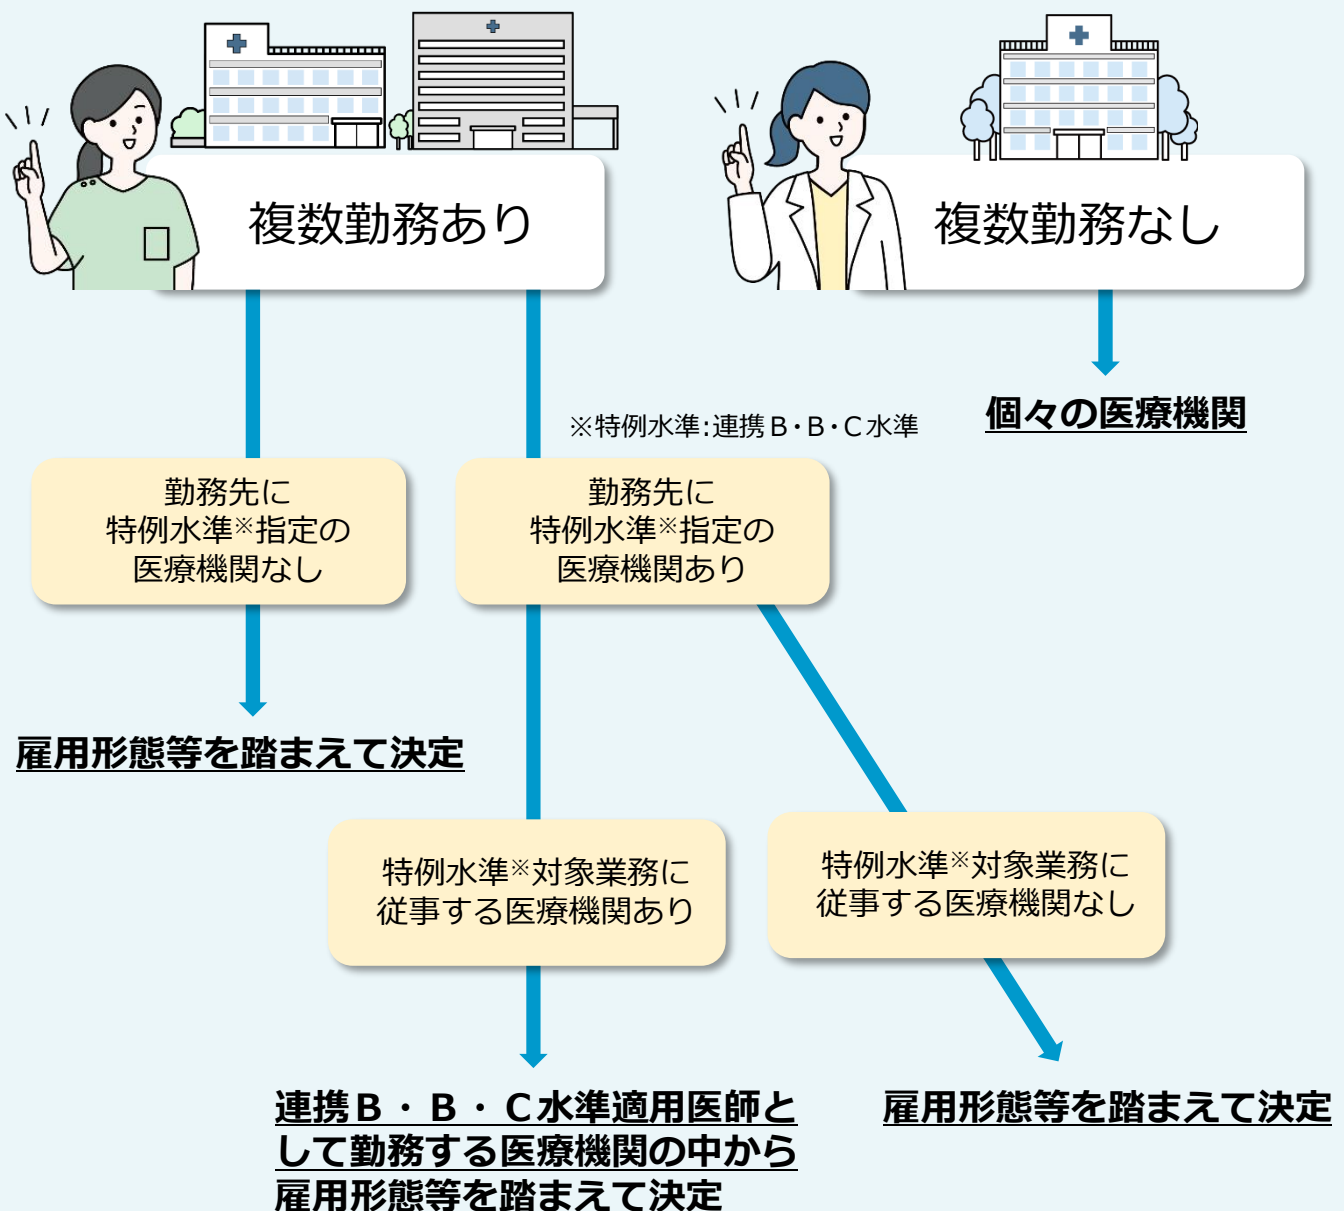 複数勤務あり
複数勤務なし
個々の医療機関
※特例水準:連携B・B・C水準
勤務先に
特例水準※指定の
医療機関なし
勤務先に
特例水準※指定の
医療機関あり
雇用形態等を踏まえて決定
特例水準※対象業務に
従事する医療機関あり
特例水準※対象業務に
従事する医療機関なし
連携B・B・C水準適用医師と
して勤務する医療機関の中から
雇用形態等を踏まえて決定
雇用形態等を踏まえて決定